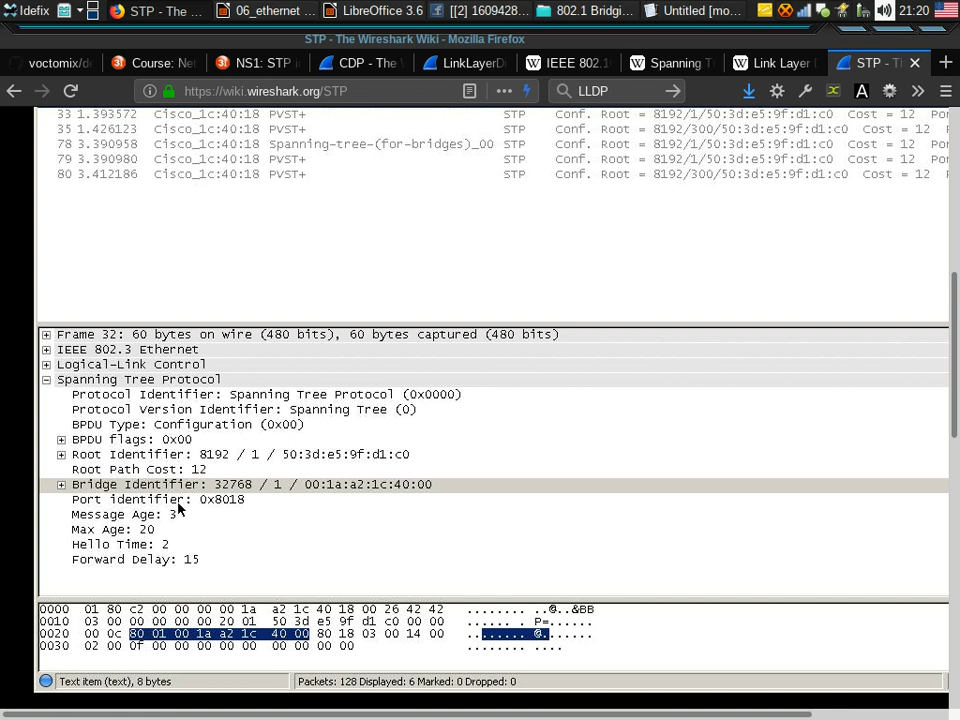 Idefix STP - The ... 06_ethernet ... LibreOffice 3.6 [[2] 1609428... 802.1 Bridgi... Untitled [mo... 21:20
STP - The Wireshark Wiki - Mozilla Firefox
voctomix/de Course: Net NS1: STP i CDP - The LinkLayerD IEEE 802.1 Spanning T Link Layer STP - T
https://wiki.wireshark.org/STP LLDP
33 1.393572 Cisco_1c:40:18 PVST+ STP Conf. Root = 8192/1/50:3d:e5:9f:d1:c0 Cost = 12 Por
35 1.426123 Cisco_1c:40:18 PVST+ STP Conf. Root = 8192/300/50:3d:e5:9f:d1:c0 Cost = 12
78 3.390958 Cisco_1c:40:18 Spanning-tree-(for-bridges)_00 STP Conf. Root = 8192/1/50:3d:e5:9f:d1:c0 Cost = 12 Por
79 3.390980 Cisco_1c:40:18 PVST+ STP Conf. Root = 8192/1/50:3d:e5:9f:d1:c0 Cost = 12 Por
80 3.412186 Cisco_1c:40:18 PVST+ STP Conf. Root = 8192/300/50:3d:e5:9f:d1:c0 Cost = 12
Frame 32: 60 bytes on wire (480 bits), 60 bytes captured (480 bits)
IEEE 802.3 Ethernet
Logical-Link Control
Spanning Tree Protocol
Protocol Identifier: Spanning Tree Protocol (0x0000)
Protocol Version Identifier: Spanning Tree (0)
BPDU Type: Configuration (0x00)
BPDU flags: 0x00
Root Identifier: 8192 / 1 / 50:3d:e5:9f:d1:c0
Root Path Cost: 12
Bridge Identifier: 32768 / 1 / 00:1a:a2:1c:40:00
Port identifier: 0x8018
Message Age: 3
Max Age: 20
Hello Time: 2
Forward Delay: 15
0000 01 80 c2 00 00 00 00 1a a2 1c 40 18 00 26 42 42 ........ ..@..&BB
0010 03 00 00 00 00 00 20 01 50 3d e5 9f d1 c0 00 00 ...... . P=......
0020 00 0c 80 01 00 1a a2 1c 40 00 80 18 03 00 14 00 ........ @.......
0030 02 00 0f 00 00 00 00 00 00 00 00 00 ........ ....
Text item (text), 8 bytes Packets: 128 Displayed: 6 Marked: 0 Dropped: 0